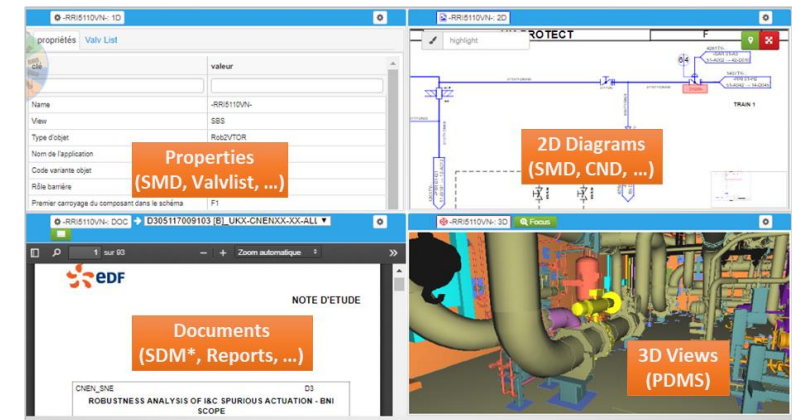 -RRI5110VN-: 1D
propriétés Valv List
clé valeur
Name -RRI5110VN-
View SBS
Type d'objet Rob2VTOR
Nom de l'application
Code variante objet
Rôle barrière
Premier carroyage du composant dans le schéma F1
Properties
(SMD, Valvlist, ...)
-RRI5110VN-: 2D
PROTECT F
highlight
TRAIN 1
2D Diagrams
(SMD, CND, ...)
-RRI5110VN-: DOC D305117009103 [B]_UKX-CNENXX-XX-ALL
1 sur 93 Zoom automatique
edf
NOTE D'ETUDE
Documents
(SDM*, Reports, ...)
CNEN_SNE D3
ROBUSTNESS ANALYSIS OF I&C SPURIOUS ACTUATION - BNI
SCOPE
-RRI5110VN-: 3D Focus
3D Views
(PDMS)